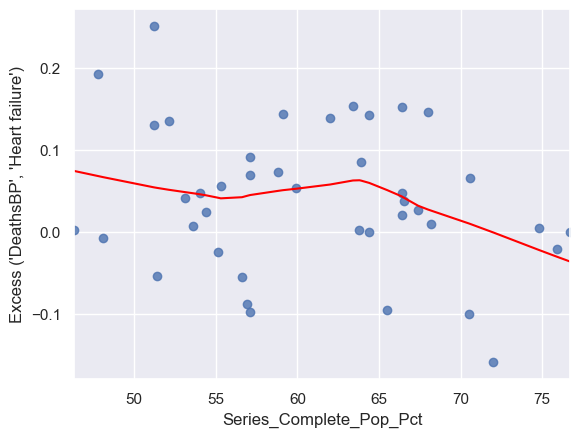 Excess ('DeathsBP', 'Heart failure')
0.2
0.1
0.0
−0.1
50 55 60 65 70 75
Series_Complete_Pop_Pct